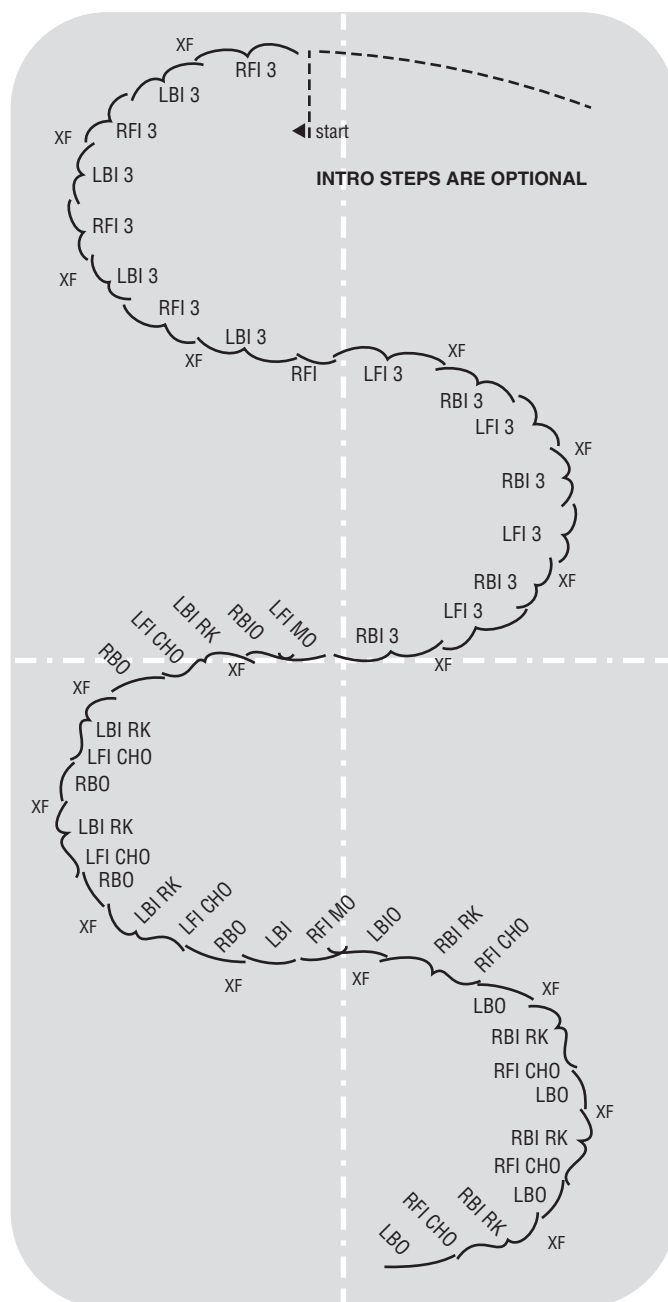 XF
RFI 3
LBI 3
start
XF
RFI 3
INTRO STEPS ARE OPTIONAL
LBI 3
RFI 3
XF
LBI 3
RFI 3
LBI 3
XF
RFI
LFI 3
XF
RBI 3
LFI 3
XF
RBI 3
LFI 3
RBI 3
XF
LFI 3
RBI 3
XF
LFI MO
RBIO
XF
LBI RK
LFI CHO
RBO
XF
LBI RK
LFI CHO
RBO
XF
LBI RK
LFI CHO
RBO
XF
LBI RK
LFI CHO
RBO
XF
LBI
RFI MO
XF
LBIO
RBI RK
RFI CHO
XF
LBO
RBI RK
RFI CHO
LBO
XF
RBI RK
RFI CHO
LBO
XF
RBI RK
RFI CHO
LBO